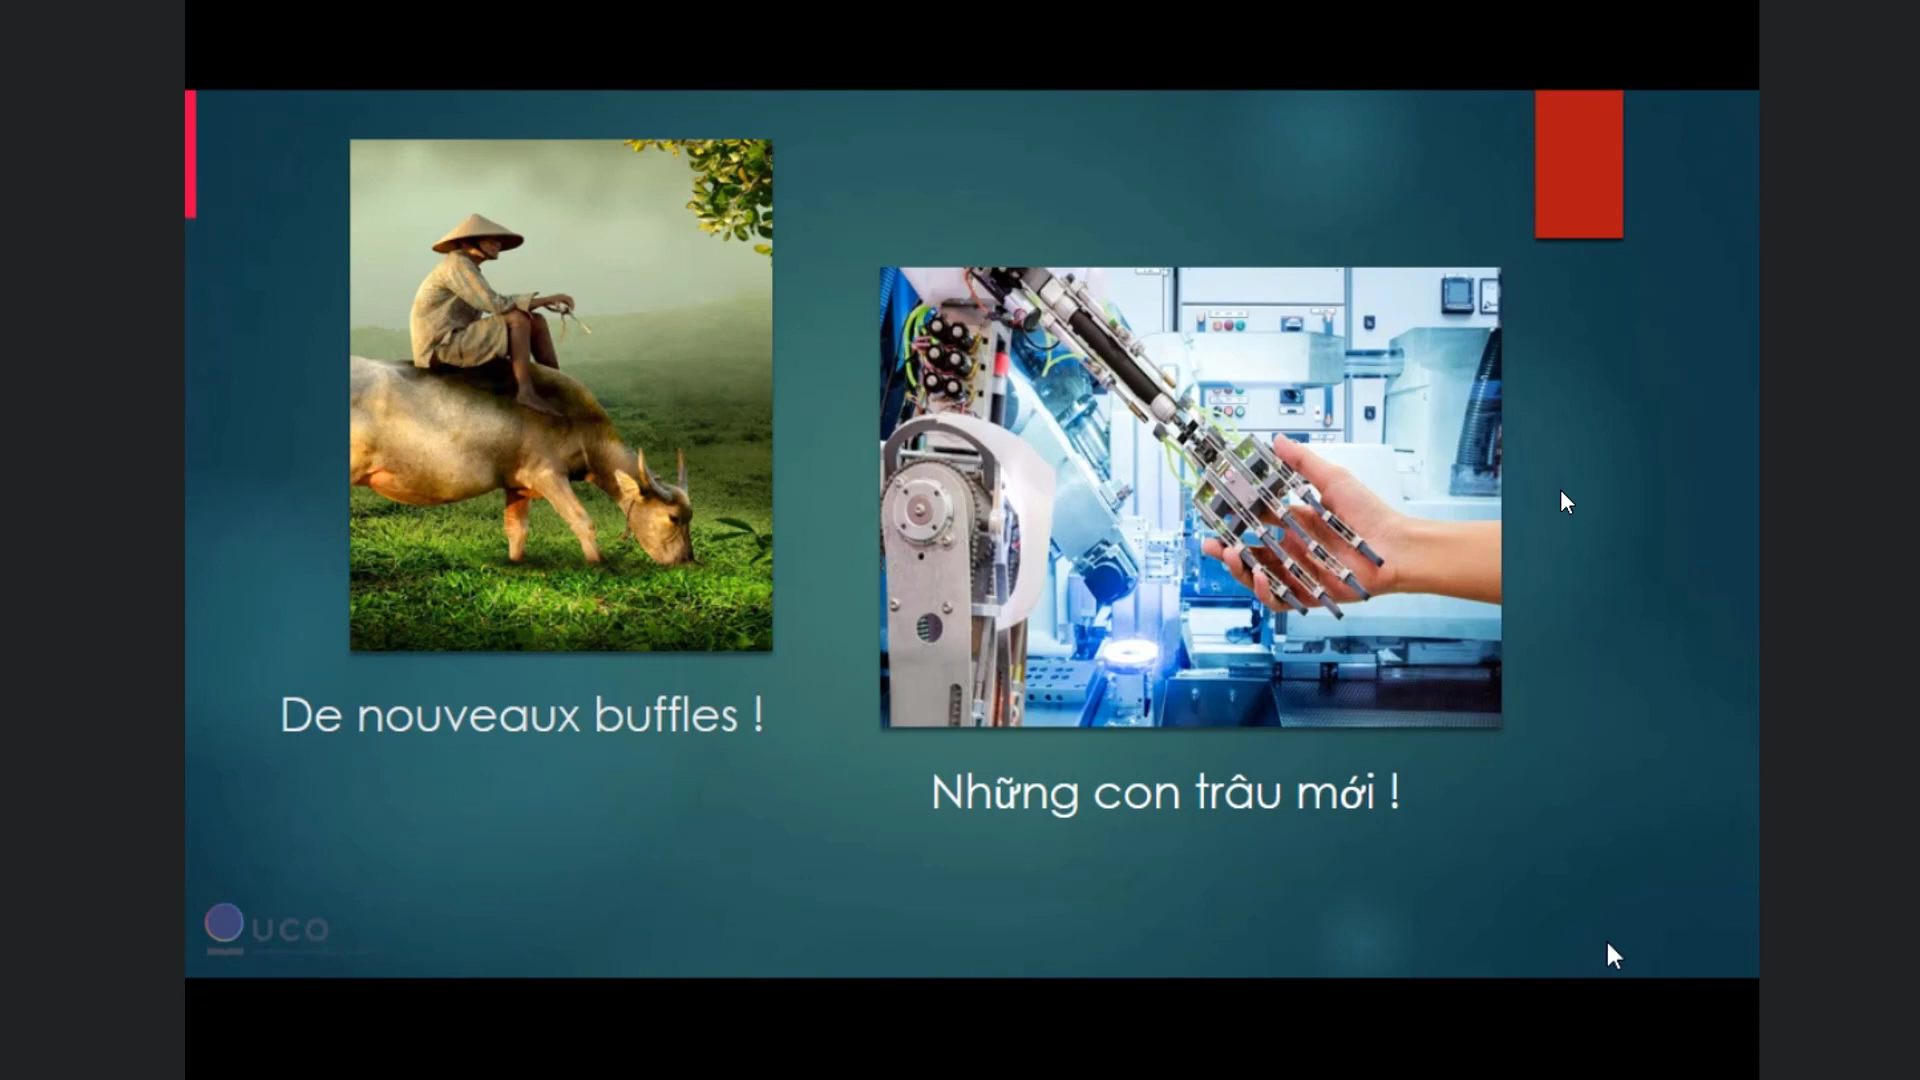 De nouveaux buffles !
Những con trâu mới !
UCO